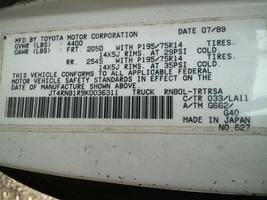 MFD BY TOYOTA MOTOR CORPORATION 07/89
GVWR (LBS) : 4400
GAWR (LBS) : FRT 2050 WITH P195/75R14 TIRES.
14X5J RIMS. AT 29PSI COLD.
RR. 2545 WITH P195/75R14 TIRES.
14X5J RIMS. AT 35PSI COLD.
THIS VEHICLE CONFORMS TO ALL APPLICABLE FEDERAL
MOTOR VEHICLE SAFETY STANDARDS IN EFFECT ON THE
DATE OF MANUFACTURE SHOWN ABOVE.
JT4RN81R9K0036311 TRUCK RN80L-TRTRSA
C/TR 033/LA11
A/TM G662/
G40
MADE IN JAPAN
NO 627